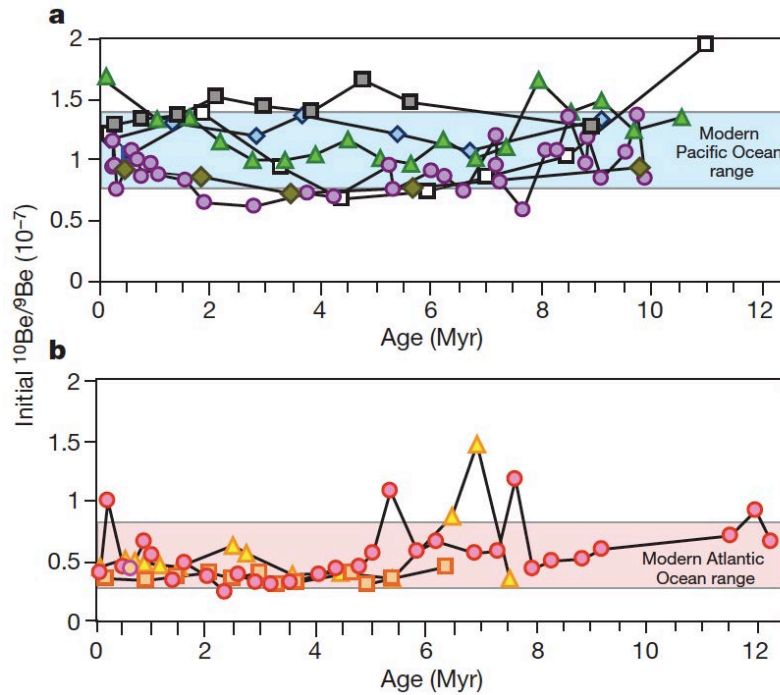 a
2
1.5
1
0.5
0
Modern
Pacific Ocean
range
0 2 4 6 8 10 12
Age (Myr)
Initial ¹⁰Be/⁹Be (10⁻⁷)
b
2
1.5
1
0.5
0
Modern Atlantic
Ocean range
0 2 4 6 8 10 12
Age (Myr)